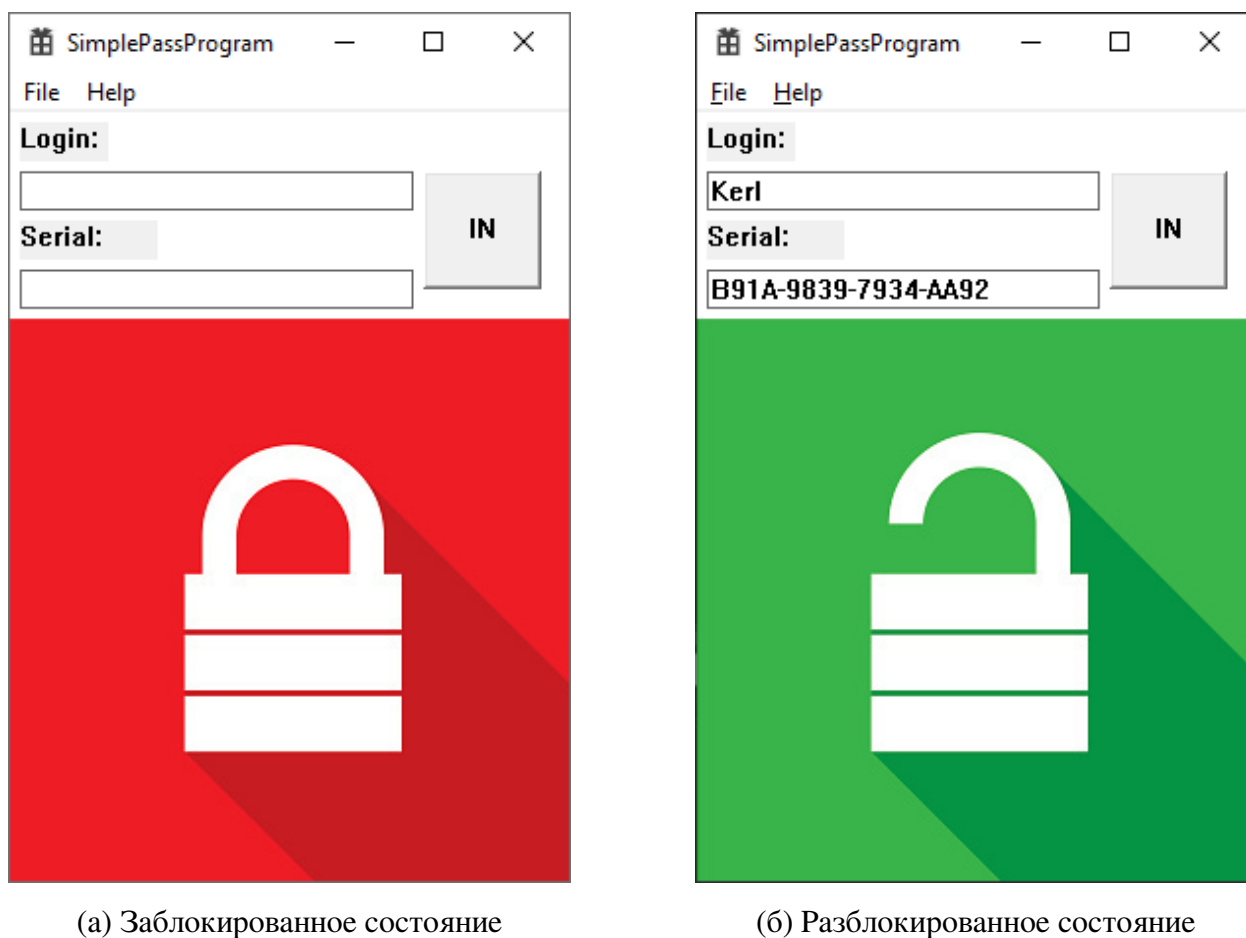 SimplePassProgram
File Help
Login:
Serial:
IN
(а) Заблокированное состояние
SimplePassProgram
File Help
Login:
Kerl
Serial:
IN
B91A-9839-7934-AA92
(б) Разблокированное состояние